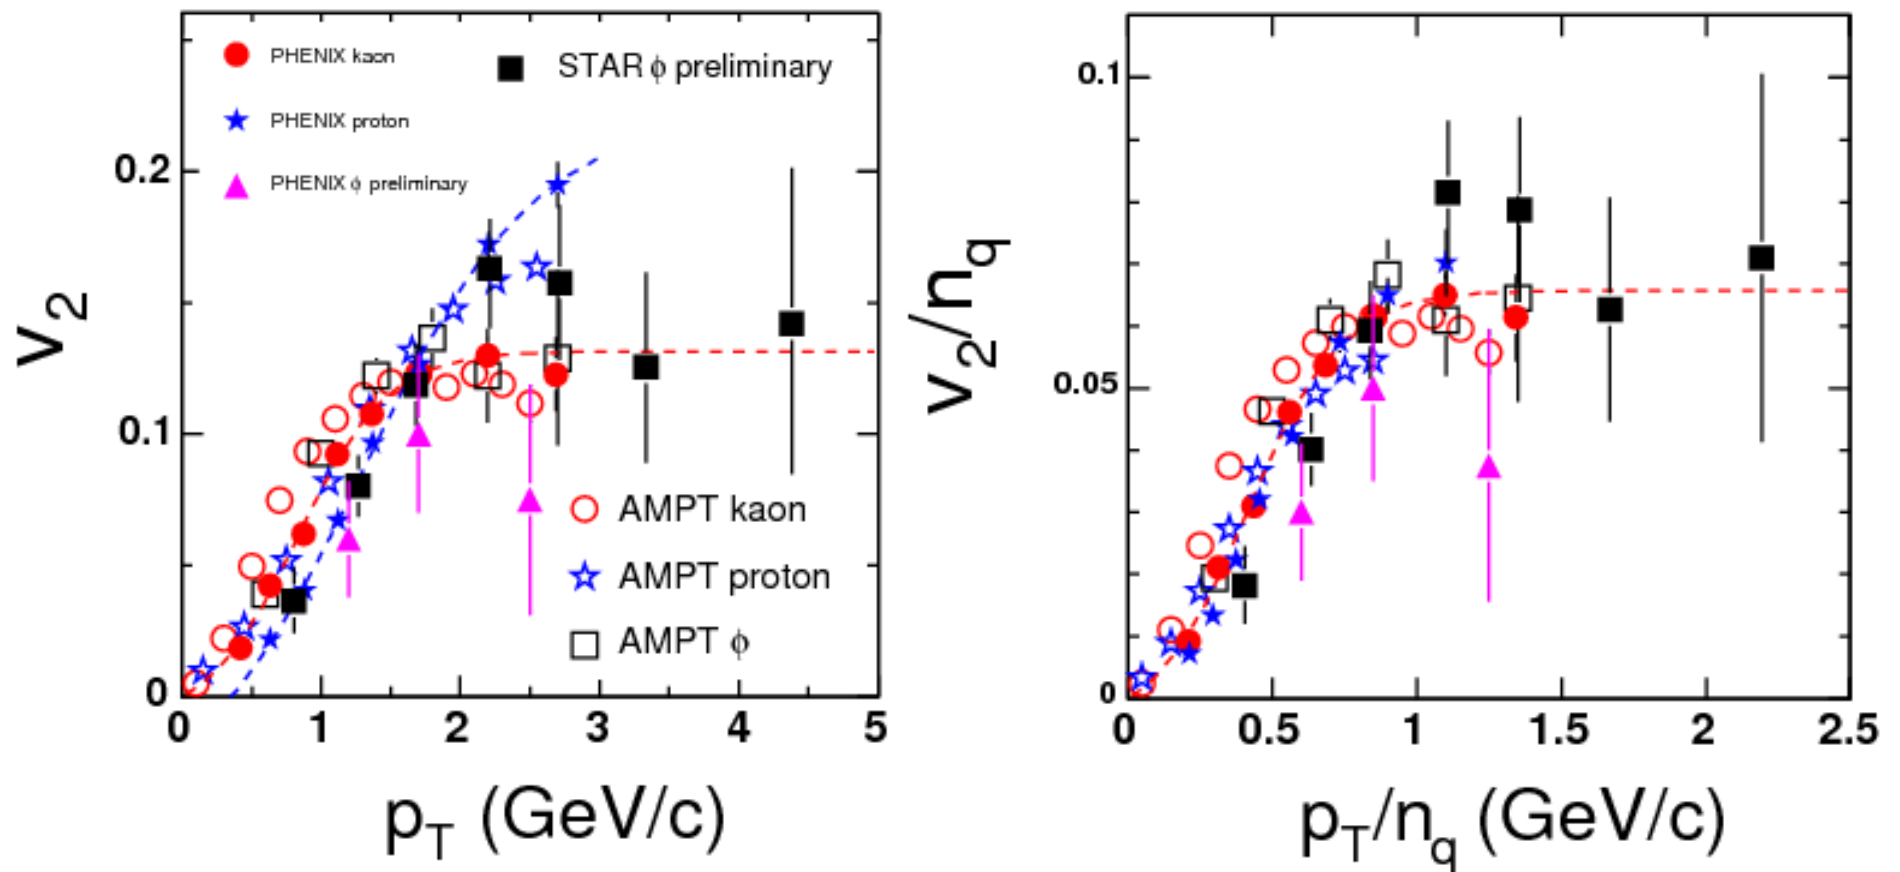 PHENIX kaon
PHENIX proton
PHENIX ϕ preliminary
STAR ϕ preliminary
AMPT kaon
AMPT proton
AMPT ϕ
v2
0.2
0.1
0
0 1 2 3 4 5
pT (GeV/c)
v2/nq
0.1
0.05
0
0 0.5 1 1.5 2 2.5
pT/nq (GeV/c)